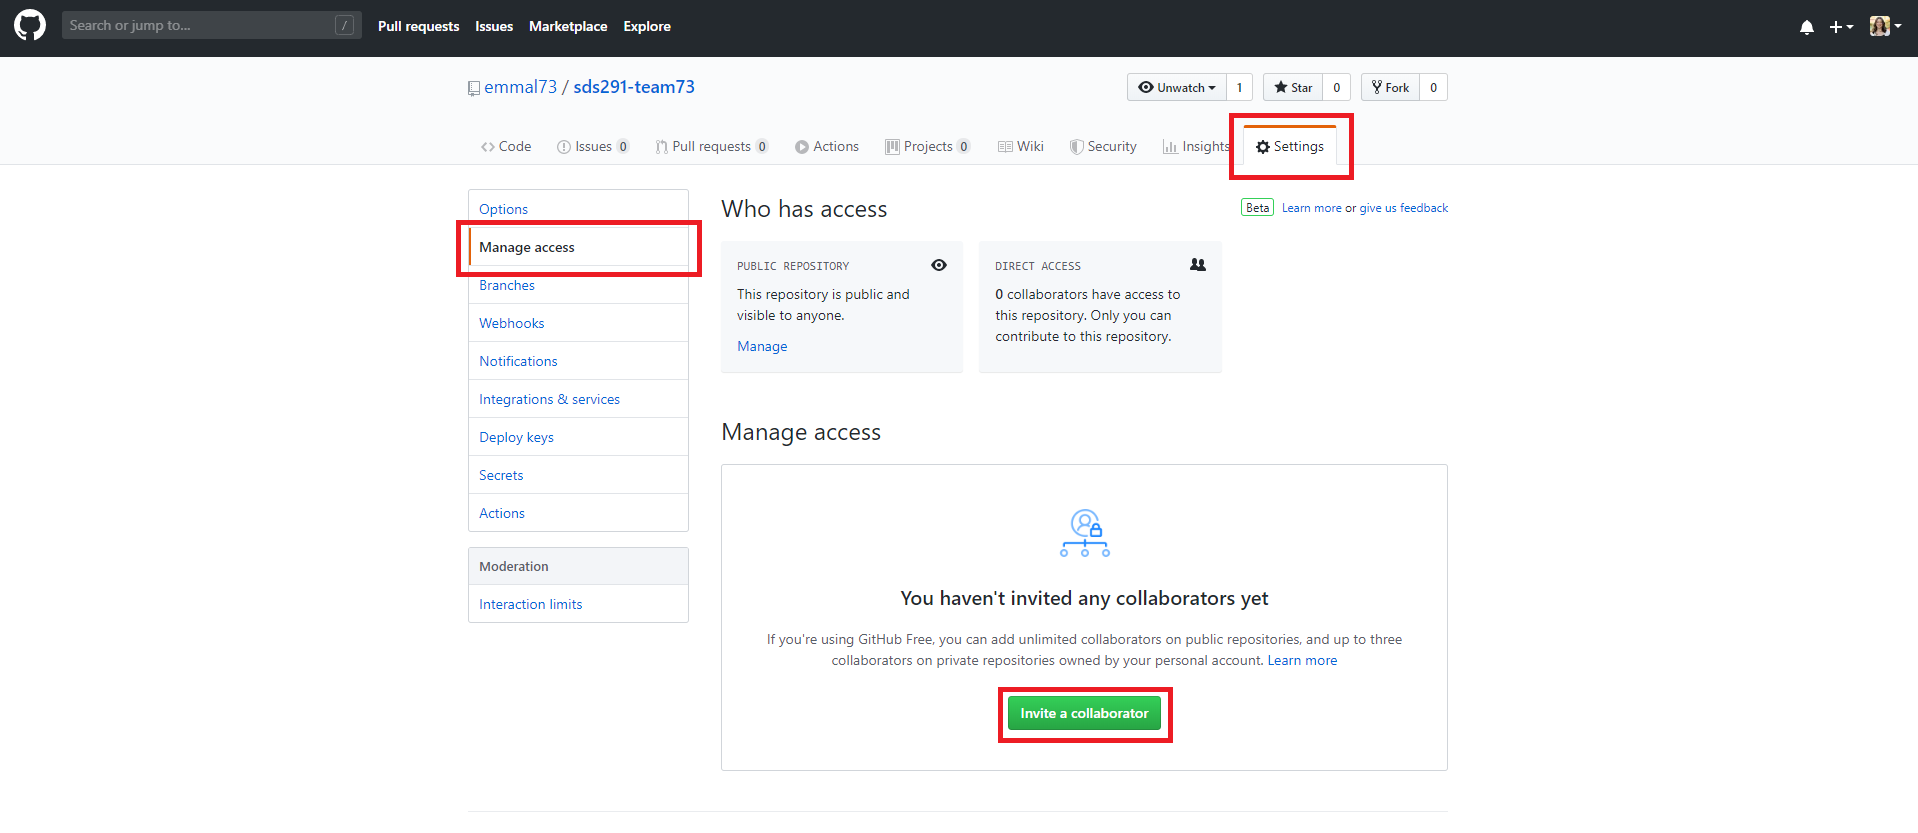 Search or jump to... /
Pull requests Issues Marketplace Explore
emmal73 / sds291-team73
Unwatch 1 Star 0 Fork 0
Code Issues 0 Pull requests 0 Actions Projects 0 Wiki Security Insights Settings
Options
Manage access
Branches
Webhooks
Notifications
Integrations & services
Deploy keys
Secrets
Actions
Moderation
Interaction limits
Who has access
Beta Learn more or give us feedback
PUBLIC REPOSITORY
This repository is public and
visible to anyone.
Manage
DIRECT ACCESS
0 collaborators have access to
this repository. Only you can
contribute to this repository.
Manage access
You haven't invited any collaborators yet
If you're using GitHub Free, you can add unlimited collaborators on public repositories, and up to three
collaborators on private repositories owned by your personal account. Learn more
Invite a collaborator